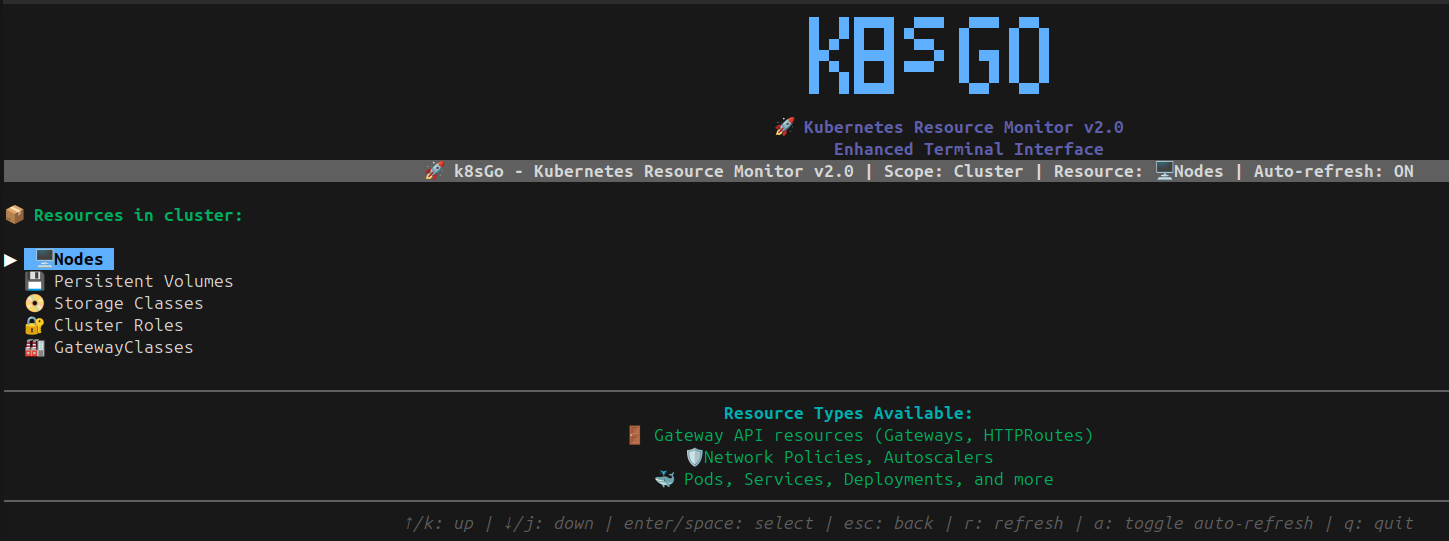 K8sGO
🚀 Kubernetes Resource Monitor v2.0
Enhanced Terminal Interface
🚀 k8sGo - Kubernetes Resource Monitor v2.0 | Scope: Cluster | Resource: 🖥️Nodes | Auto-refresh: ON
📦 Resources in cluster:
▶ 🖥️Nodes
💾 Persistent Volumes
📀 Storage Classes
🔐 Cluster Roles
🏭 GatewayClasses
Resource Types Available:
🚪 Gateway API resources (Gateways, HTTPRoutes)
🛡️Network Policies, Autoscalers
🐳 Pods, Services, Deployments, and more
↑/k: up | ↓/j: down | enter/space: select | esc: back | r: refresh | a: toggle auto-refresh | q: quit